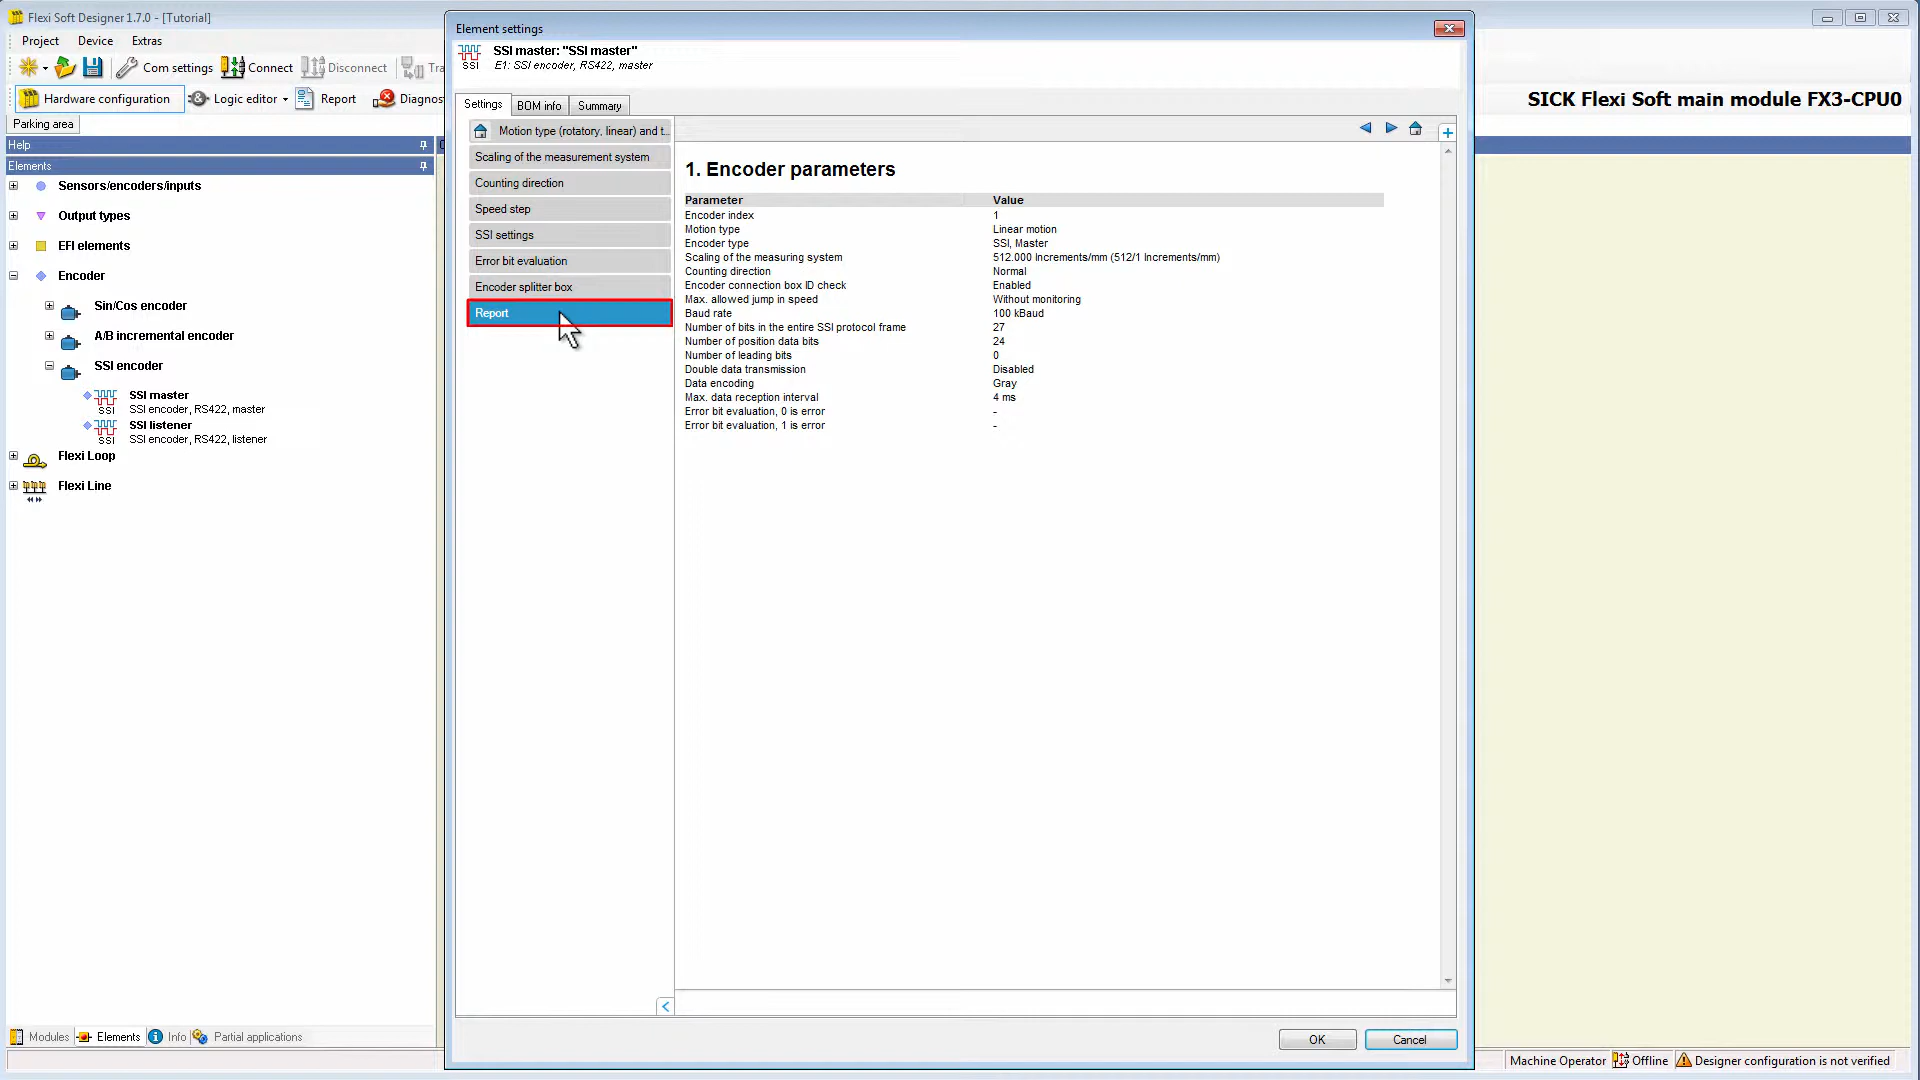 Flexi Soft Designer 1.7.0 - [Tutorial]
Project Device Extras
Com settings Connect Disconnect Tra
Hardware configuration Logic editor Report Diagnos
Parking area
Help
Elements
Sensors/encoders/inputs
Output types
EFI elements
Encoder
Sin/Cos encoder
A/B incremental encoder
SSI encoder
SSI
SSI master
SSI encoder, RS422, master
SSI
SSI listener
SSI encoder, RS422, listener
Flexi Loop
Flexi Line
Modules Elements Info Partial applications
Element settings
SSI
SSI master: "SSI master"
E1: SSI encoder, RS422, master
Settings BOM info Summary
Motion type (rotatory, linear) and t...
Scaling of the measurement system
Counting direction
Speed step
SSI settings
Error bit evaluation
Encoder splitter box
Report
1. Encoder parameters
Parameter Value
Encoder index 1
Motion type Linear motion
Encoder type SSI, Master
Scaling of the measuring system 512.000 Increments/mm (512/1 Increments/mm)
Counting direction Normal
Encoder connection box ID check Enabled
Max. allowed jump in speed Without monitoring
Baud rate 100 kBaud
Number of bits in the entire SSI protocol frame 27
Number of position data bits 24
Number of leading bits 0
Double data transmission Disabled
Data encoding Gray
Max. data reception interval 4 ms
Error bit evaluation, 0 is error -
Error bit evaluation, 1 is error -
OK Cancel
SICK Flexi Soft main module FX3-CPU0
Machine Operator Offline Designer configuration is not verified